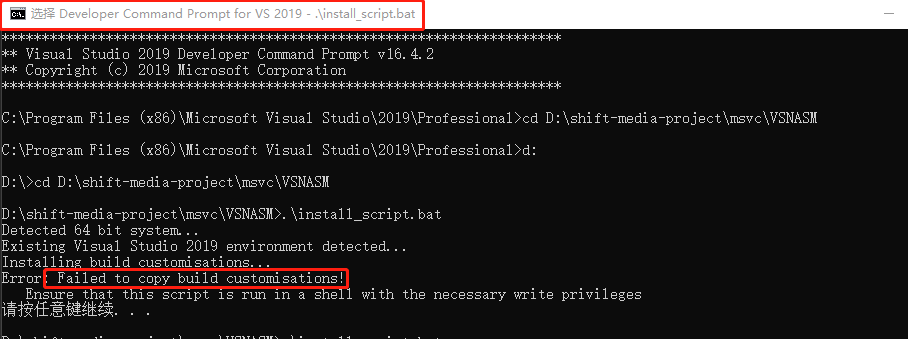 选择 Developer Command Prompt for VS 2019 - .\install_script.bat
**********************************************************************
** Visual Studio 2019 Developer Command Prompt v16.4.2
** Copyright (c) 2019 Microsoft Corporation
**********************************************************************
C:\Program Files (x86)\Microsoft Visual Studio\2019\Professional>cd D:\shift-media-project\msvc\VSNASM
C:\Program Files (x86)\Microsoft Visual Studio\2019\Professional>d:
D:\>cd D:\shift-media-project\msvc\VSNASM
D:\shift-media-project\msvc\VSNASM>.\install_script.bat
Detected 64 bit system...
Existing Visual Studio 2019 environment detected...
Installing build customisations...
Error: Failed to copy build customisations!
Ensure that this script is run in a shell with the necessary write privileges
请按任意键继续. . .